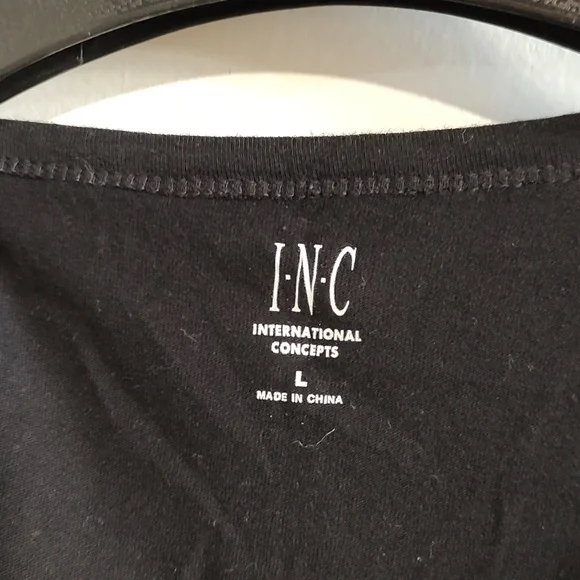 I·N·C
INTERNATIONAL
CONCEPTS
L
MADE IN CHINA